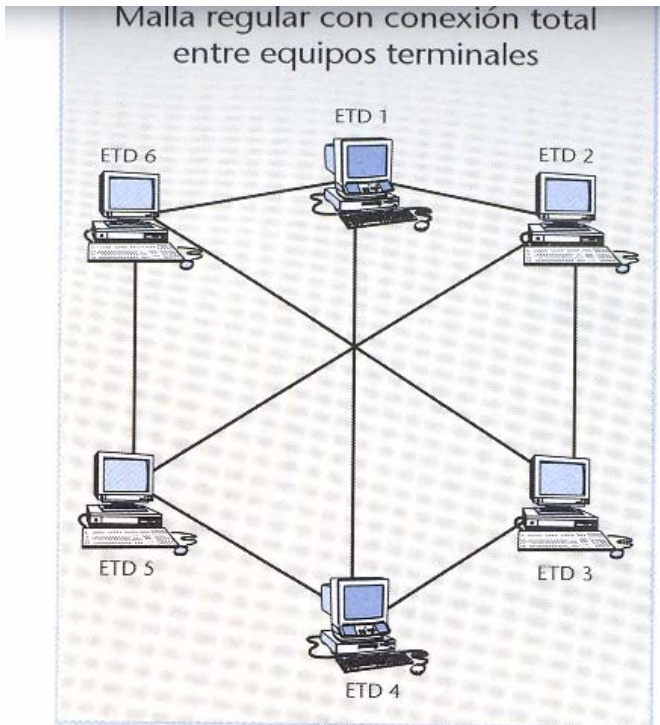 Malla regular con conexión total
entre equipos terminales
ETD 1
ETD 6
ETD 2
ETD 5
ETD 3
ETD 4